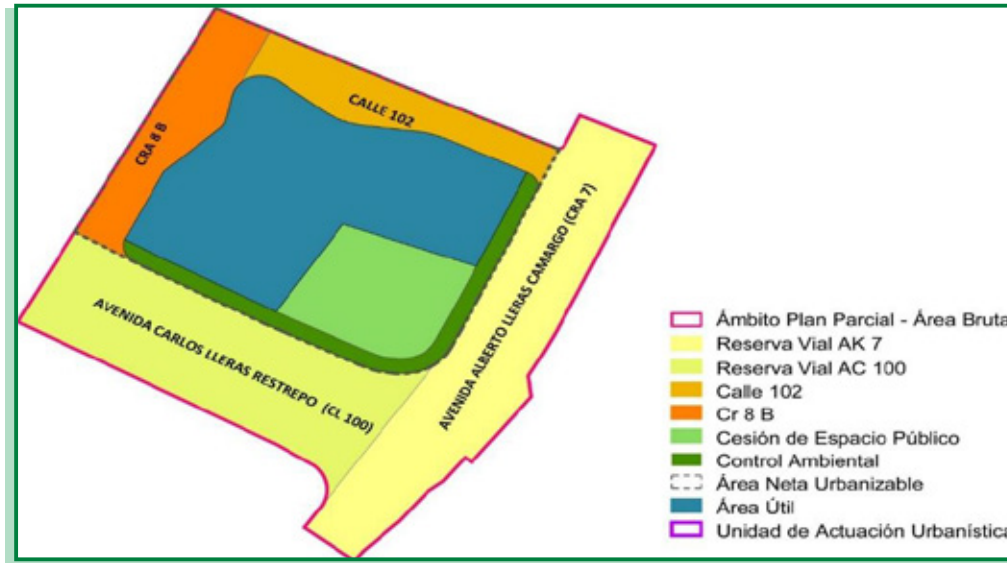 CRA 8 B
CALLE 102
AVENIDA CARLOS LLERAS RESTREPO (CL 100)
AVENIDA ALBERTO LLERAS CAMARGO (CRA 7)
Ámbito Plan Parcial - Área Bruta
Reserva Vial AK 7
Reserva Vial AC 100
Calle 102
Cr 8 B
Cesión de Espacio Público
Control Ambiental
Área Neta Urbanizable
Área Útil
Unidad de Actuación Urbanística